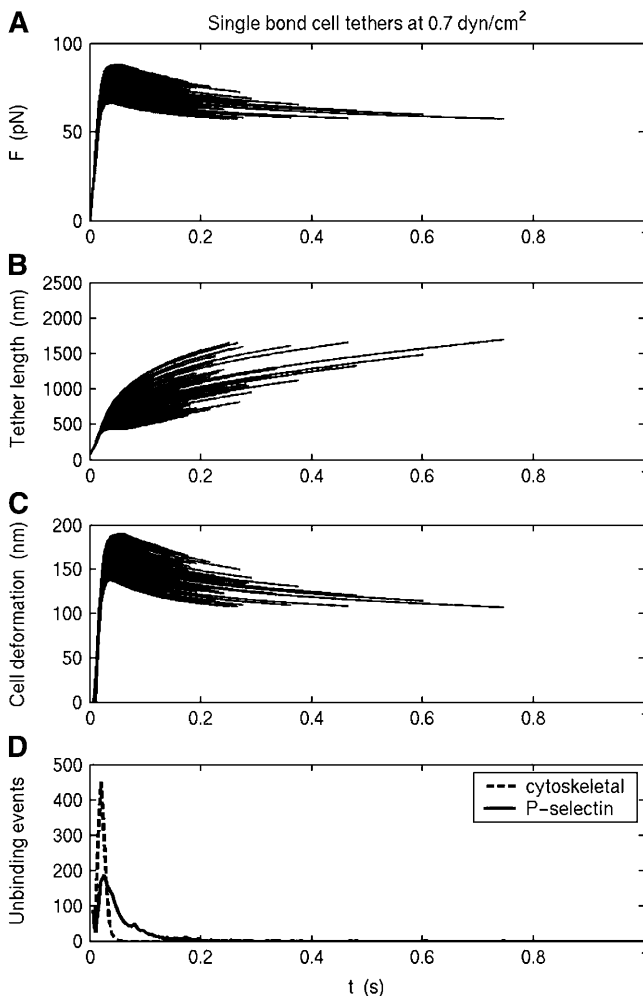 A
Single bond cell tethers at 0.7 dyn/cm²
100
50
0
F (pN)
0 0.2 0.4 0.6 0.8 1
B
2500
2000
1500
1000
500
0
Tether length (nm)
0 0.2 0.4 0.6 0.8
C
200
150
100
50
0
Cell deformation (nm)
0 0.2 0.4 0.6 0.8
D
500
400
300
200
100
0
Unbinding events
cytoskeletal
P-selectin
0 0.2 0.4 0.6 0.8
t (s)